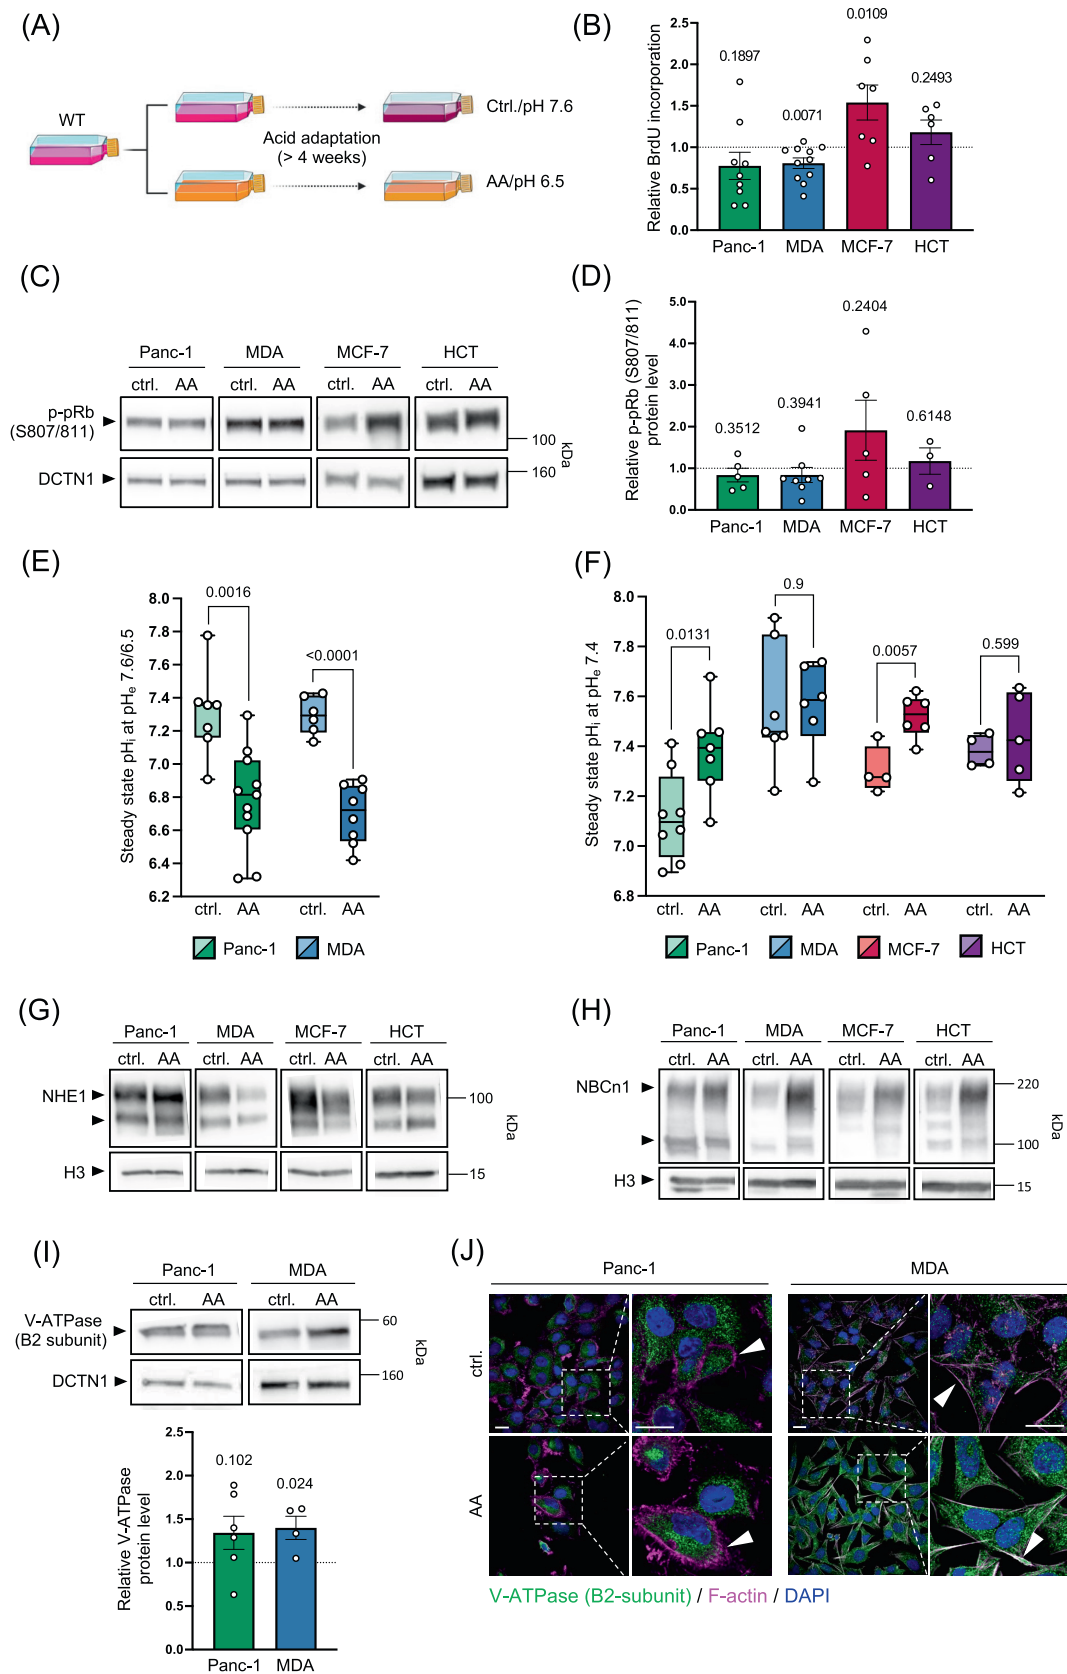 (A)
WT
Acid adaptation
(> 4 weeks)
Ctrl./pH 7.6
AA/pH 6.5
(B)
Relative BrdU incorporation
2.5
2.0
1.5
1.0
0.5
0.0
0.1897
0.0071
0.0109
0.2493
Panc-1 MDA MCF-7 HCT
(C)
Panc-1 MDA MCF-7 HCT
ctrl. AA ctrl. AA ctrl. AA ctrl. AA
p-pRb
(S807/811)
100
DCTN1
160
kDa
(D)
Relative p-pRb (S807/811)
protein level
5.0
4.0
3.0
2.0
1.0
0.0
0.3512
0.3941
0.2404
0.6148
Panc-1 MDA MCF-7 HCT
(E)
Steady state pHi at pHe 7.6/6.5
8.0
7.8
7.6
7.4
7.2
7.0
6.8
6.6
6.4
6.2
0.0016
<0.0001
ctrl. AA ctrl. AA
Panc-1 MDA
(F)
Steady state pHi at pHe 7.4
8.0
7.8
7.6
7.4
7.2
7.0
6.8
0.0131
0.9
0.0057
0.599
ctrl. AA ctrl. AA ctrl. AA ctrl. AA
Panc-1 MDA MCF-7 HCT
(G)
Panc-1 MDA MCF-7 HCT
ctrl. AA ctrl. AA ctrl. AA ctrl. AA
NHE1
100
H3
15
kDa
(H)
Panc-1 MDA MCF-7 HCT
ctrl. AA ctrl. AA ctrl. AA ctrl. AA
NBCn1
220
100
H3
15
kDa
(I)
Panc-1 MDA
ctrl. AA ctrl. AA
V-ATPase
(B2 subunit)
60
DCTN1
160
kDa
Relative V-ATPase
protein level
2.5
2.0
1.5
1.0
0.5
0.0
0.102
0.024
Panc-1 MDA
(J)
Panc-1 MDA
ctrl.
AA
V-ATPase (B2-subunit) / F-actin / DAPI